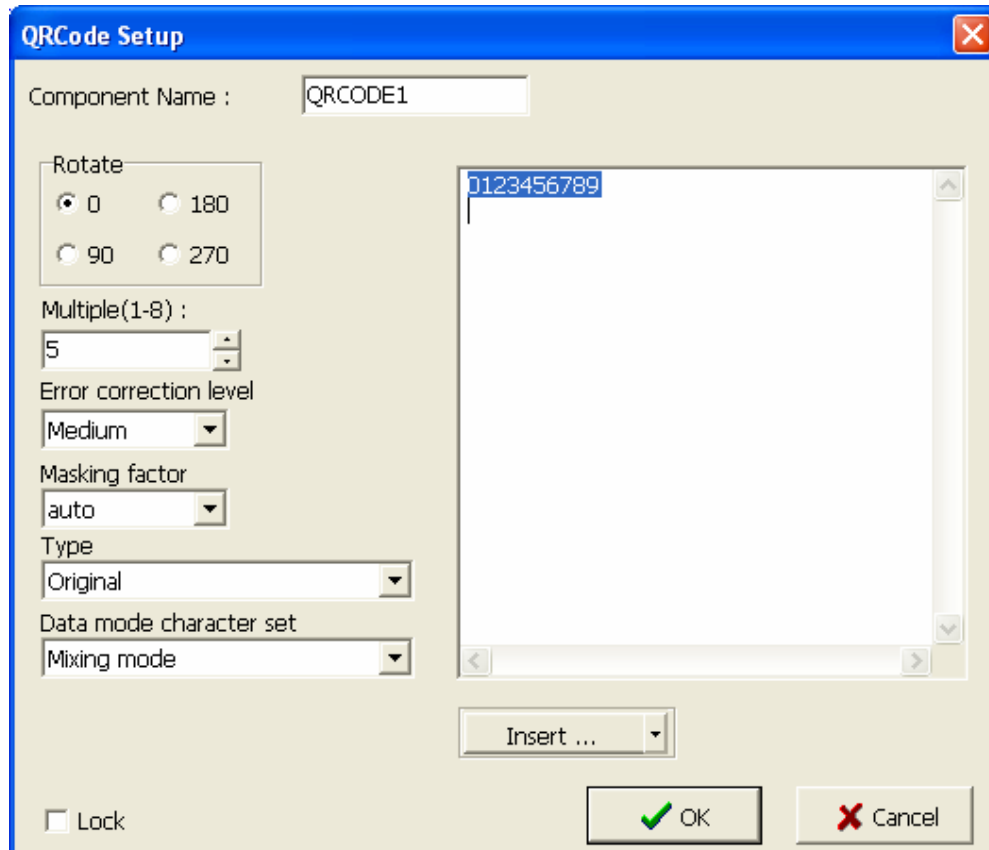 QRCode Setup
Component Name :
QRCODE1
Rotate
0
180
90
270
Multiple(1-8) :
5
Error correction level
Medium
Masking factor
auto
Type
Original
Data mode character set
Mixing mode
0123456789
Insert ...
Lock
OK
Cancel